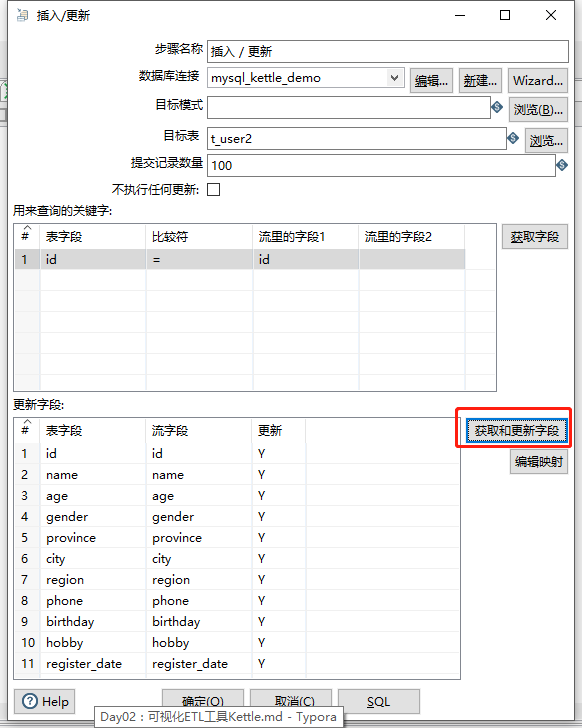 插入/更新
步骤名称 插入 / 更新
数据库连接 mysql_kettle_demo 编辑... 新建... Wizard...
目标模式 浏览(B)...
目标表 t_user2 浏览...
提交记录数量 100
不执行任何更新:
用来查询的关键字:
# 表字段 比较符 流里的字段1 流里的字段2 获取字段
1 id = id
更新字段:
# 表字段 流字段 更新 获取和更新字段
1 id id Y 编辑映射
2 name name Y
3 age age Y
4 gender gender Y
5 province province Y
6 city city Y
7 region region Y
8 phone phone Y
9 birthday birthday Y
10 hobby hobby Y
11 register_date register_date Y
Help 确定(O) 取消(C) SQL
Day02：可视化ETL工具Kettle.md - Typora